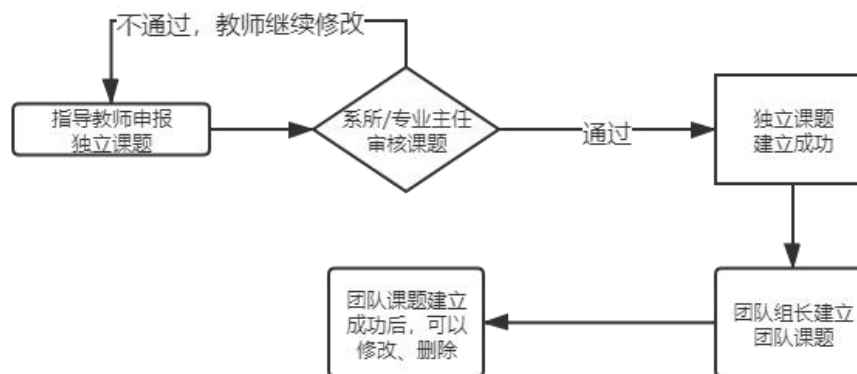 不通过，教师继续修改
指导教师申报
独立课题
系所/专业主任
审核课题
通过
独立课题
建立成功
团队组长建立
团队课题
团队课题建立
成功后，可以
修改、删除